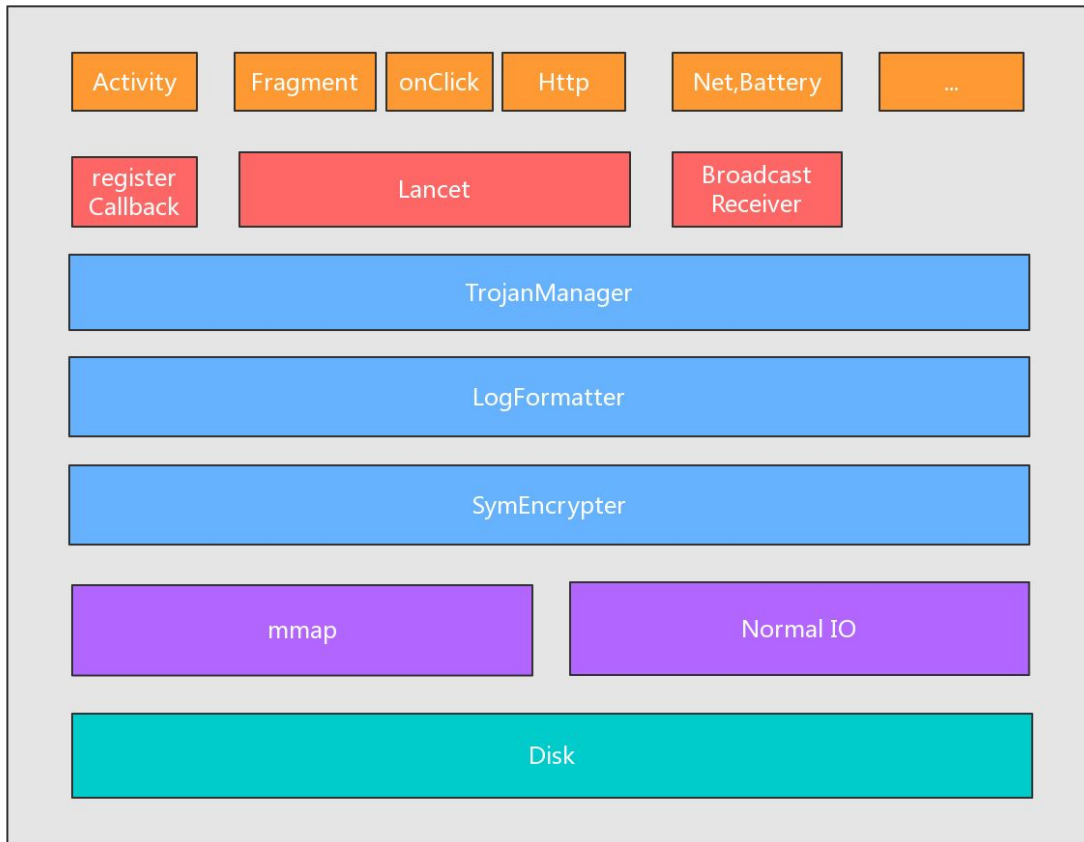 Activity
Fragment
onClick
Http
Net,Battery
...
register
Callback
Lancet
Broadcast
Receiver
TrojanManager
LogFormatter
SymEncrypter
mmap
Normal IO
Disk